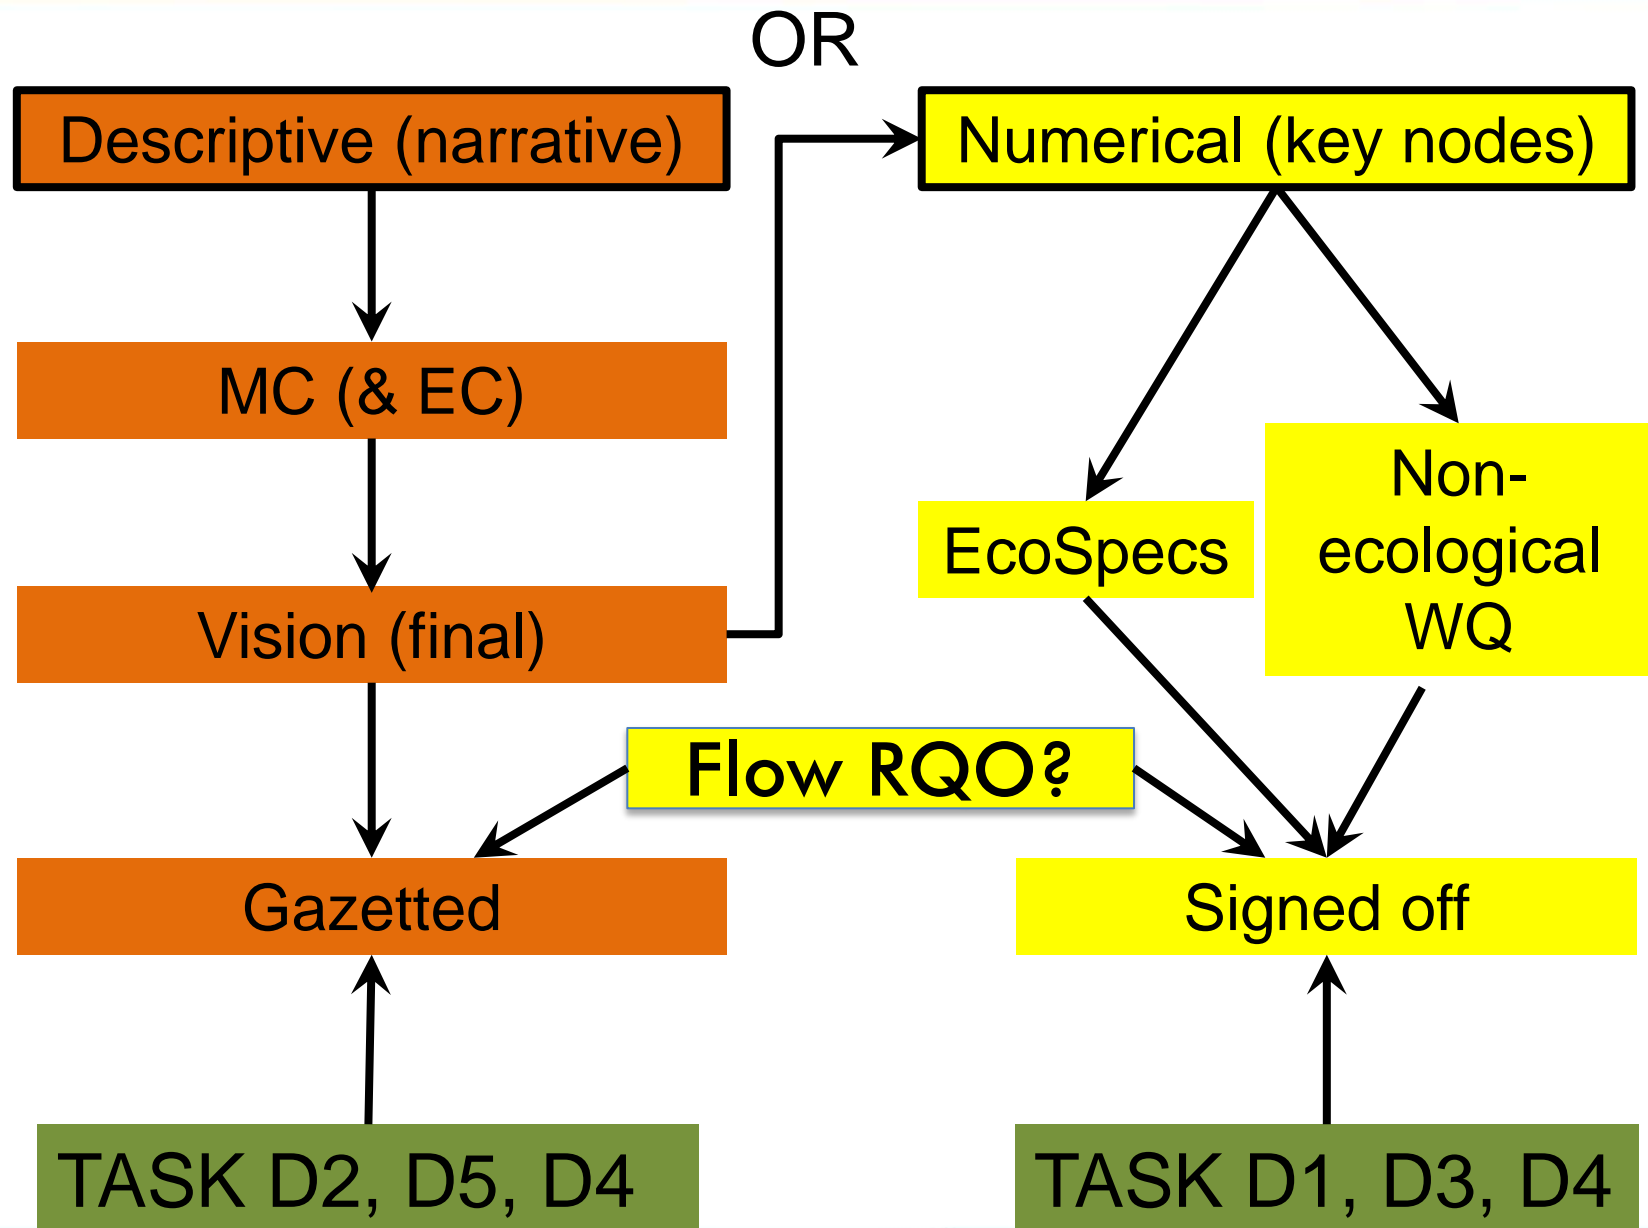 OR
Descriptive (narrative)
Numerical (key nodes)
MC (& EC)
Non-
ecological
WQ
EcoSpecs
Vision (final)
Flow RQO?
Gazetted
Signed off
TASK D2, D5, D4
TASK D1, D3, D4